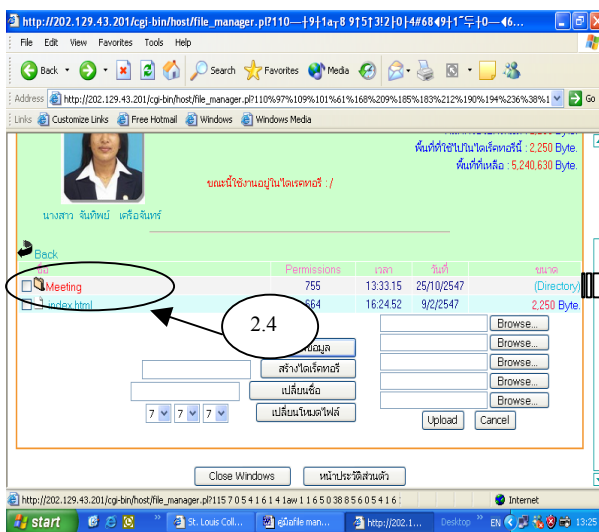 http://202.129.43.201/cgi-bin/host/file_manager.pl?110
File Edit View Favorites Tools Help
Back Search Favorites Media
Address http://202.129.43.201/cgi-bin/host/file_manager.pl?110%97%109%101%61%168%209%185%183%212%190%194%236%38%1 Go
Links Customize Links Free Hotmail Windows Windows Media
พื้นที่ที่ใช้ไปในไดเร็คทอรีนี้ : 2,250 Byte.
พื้นที่ที่เหลือ : 5,240,630 Byte.
ขณะนี้ใช้งานอยู่ในไดเรคทอรี : /
นางสาว จันทิพย์ เครือจันทร์
Back
ชื่อ Permissions เวลา วันที่ ขนาด
Meeting 755 13:33.15 25/10/2547 (Directory)
index.html 664 16:24.52 9/2/2547 2,250 Byte.
2.4
Browse...
Browse...
สร้างไดเร็คทอรี Browse...
เปลี่ยนชื่อ Browse...
Browse...
7 7 7 เปลี่ยนโหมดไฟล์ Upload Cancel
Close Windows หน้าประวัติส่วนตัว
http://202.129.43.201/cgi-bin/host/file_manager.pl?115 7 0 5 4 1 6 1 4 1aw 1 1 6 5 0 38 8 5 6 0 5 4 1 6 Internet
start St. Louis Coll... คู่มือfile man... http://202.1... Desktop EN 13:25